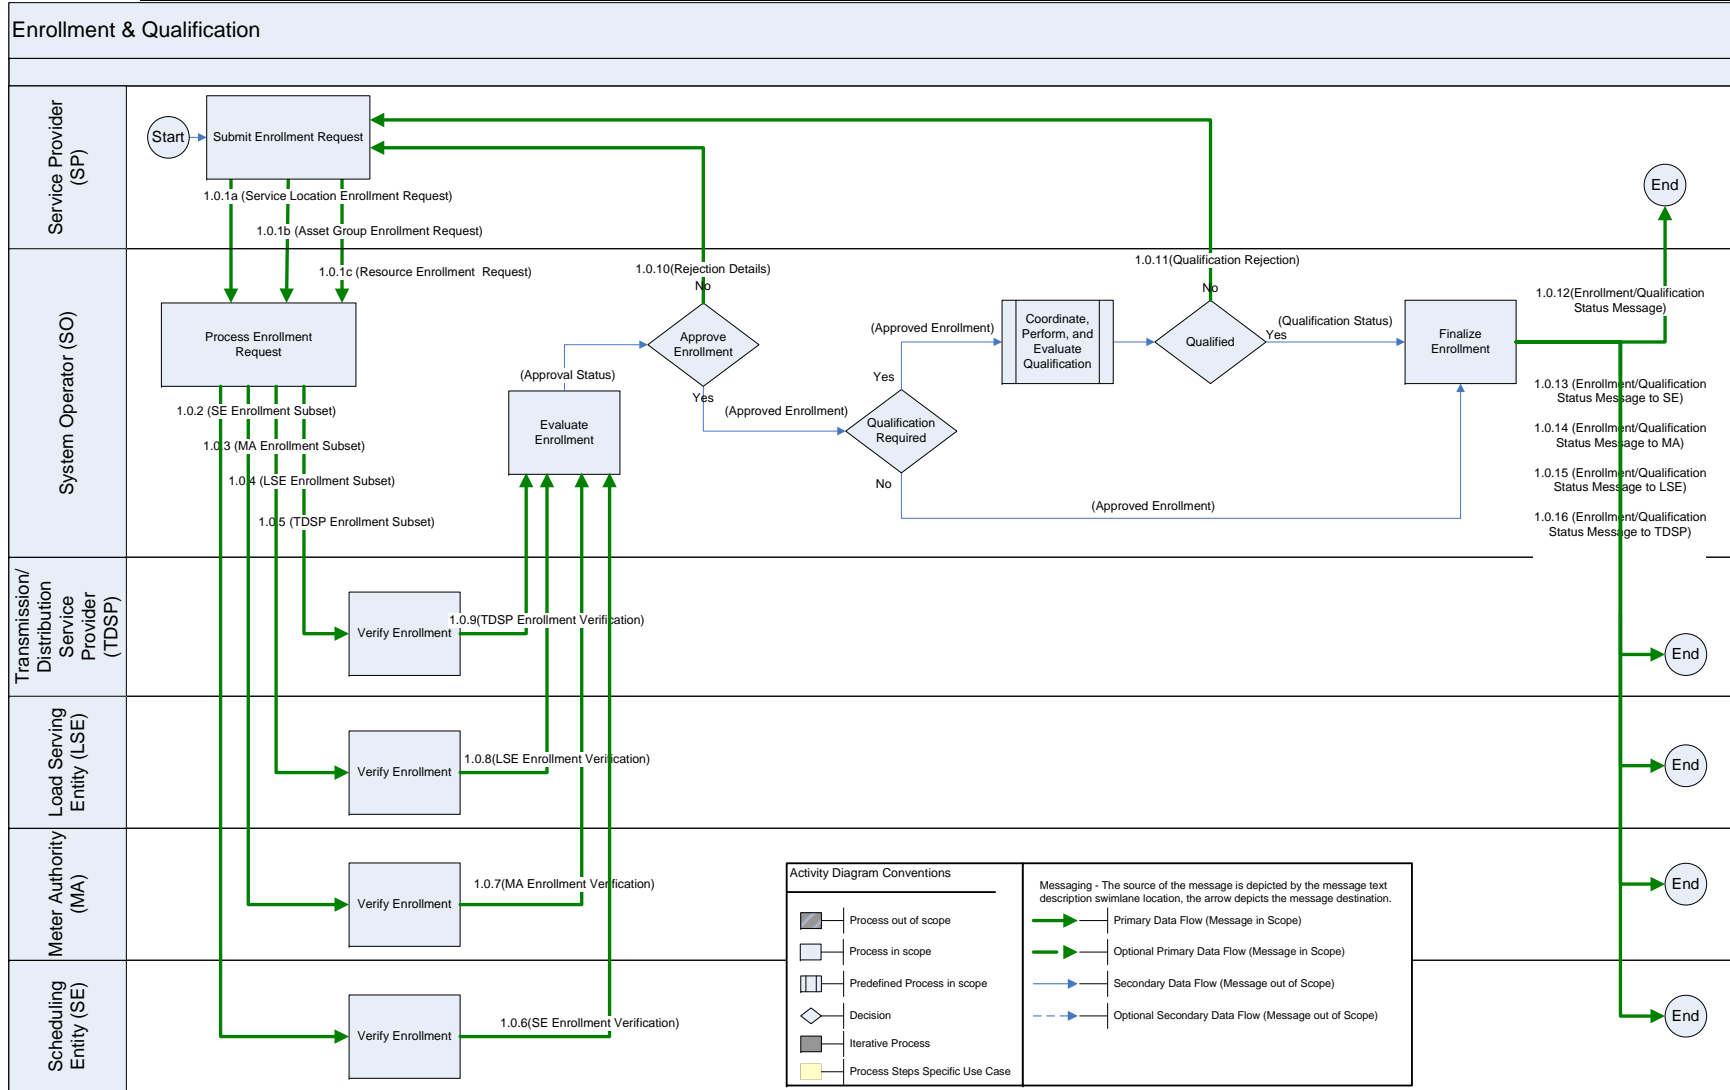 Enrollment & Qualification
Service Provider
(SP)
Start
Submit Enrollment Request
1.0.1a (Service Location Enrollment Request)
1.0.1b (Asset Group Enrollment Request)
End
System Operator (SO)
1.0.1c (Resource Enrollment  Request)
Process Enrollment
Request
1.0.2 (SE Enrollment Subset)
1.0.3 (MA Enrollment Subset)
1.0.4 (LSE Enrollment Subset)
1.0.5 (TDSP Enrollment Subset)
(Approval Status)
Evaluate
Enrollment
1.0.10(Rejection Details)
No
Approve
Enrollment
Yes
(Approved Enrollment)
Qualification
Required
Yes
(Approved Enrollment)
No
(Approved Enrollment)
Coordinate,
Perform, and
Evaluate
Qualification
1.0.11(Qualification Rejection)
No
Qualified
Yes
(Qualification Status)
Finalize
Enrollment
1.0.12(Enrollment/Qualification
Status Message)
1.0.13 (Enrollment/Qualification
Status Message to SE)
1.0.14 (Enrollment/Qualification
Status Message to MA)
1.0.15 (Enrollment/Qualification
Status Message to LSE)
1.0.16 (Enrollment/Qualification
Status Message to TDSP)
Transmission/
Distribution
Service
Provider
(TDSP)
Verify Enrollment
1.0.9(TDSP Enrollment Verification)
End
Load Serving
Entity (LSE)
Verify Enrollment
1.0.8(LSE Enrollment Verification)
End
Meter Authority
(MA)
Verify Enrollment
1.0.7(MA Enrollment Verification)
End
Scheduling
Entity (SE)
Verify Enrollment
1.0.6(SE Enrollment Verification)
End
Activity Diagram Conventions
Process out of scope
Process in scope
Predefined Process in scope
Decision
Iterative Process
Process Steps Specific Use Case
Messaging - The source of the message is depicted by the message text
description swimlane location, the arrow depicts the message destination.
Primary Data Flow (Message in Scope)
Optional Primary Data Flow (Message in Scope)
Secondary Data Flow (Message out of Scope)
Optional Secondary Data Flow (Message out of Scope)